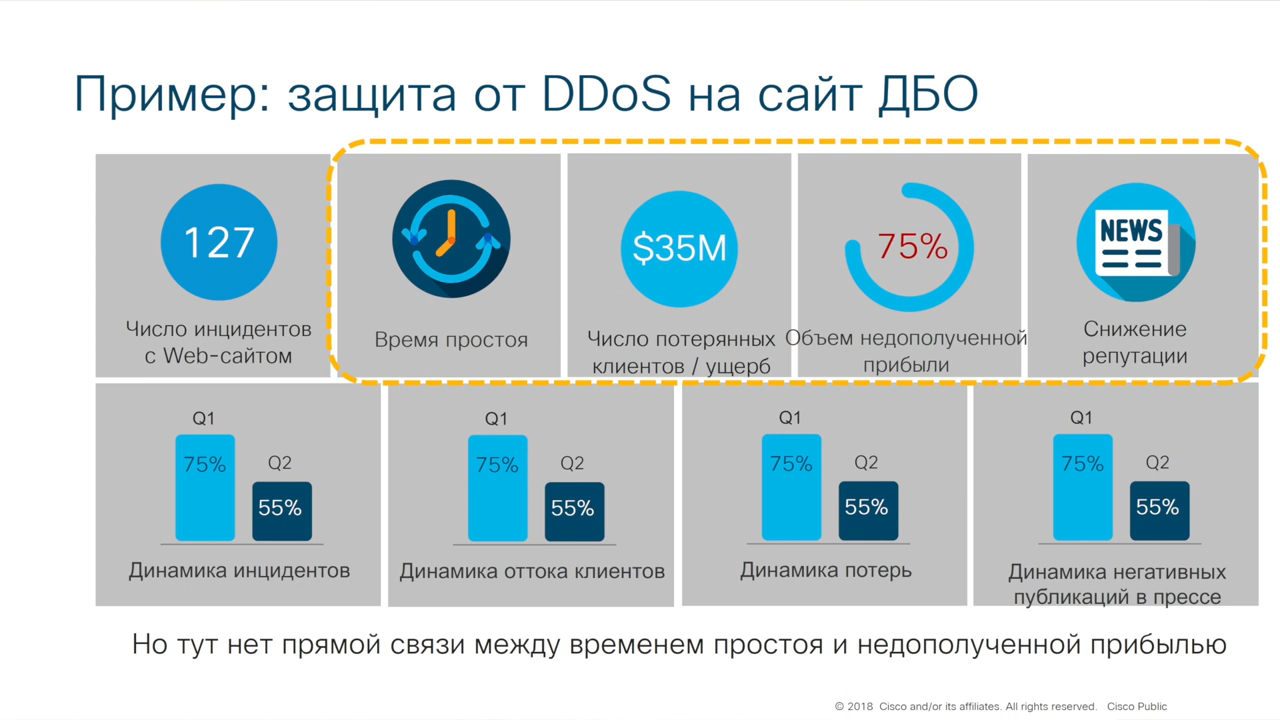 Пример: защита от DDoS на сайт ДБО
127
Число инцидентов
с Web-сайтом
Время простоя
$35M
Число потерянных
клиентов / ущерб
75%
Объем недополученной
прибыли
NEWS
Снижение
репутации
Q1
75%
Q2
55%
Динамика инцидентов
Q1
75%
Q2
55%
Динамика оттока клиентов
Q1
75%
Q2
55%
Динамика потерь
Q1
75%
Q2
55%
Динамика негативных
публикаций в прессе
Но тут нет прямой связи между временем простоя и недополученной прибылью
© 2018 Cisco and/or its affiliates. All rights reserved. Cisco Public